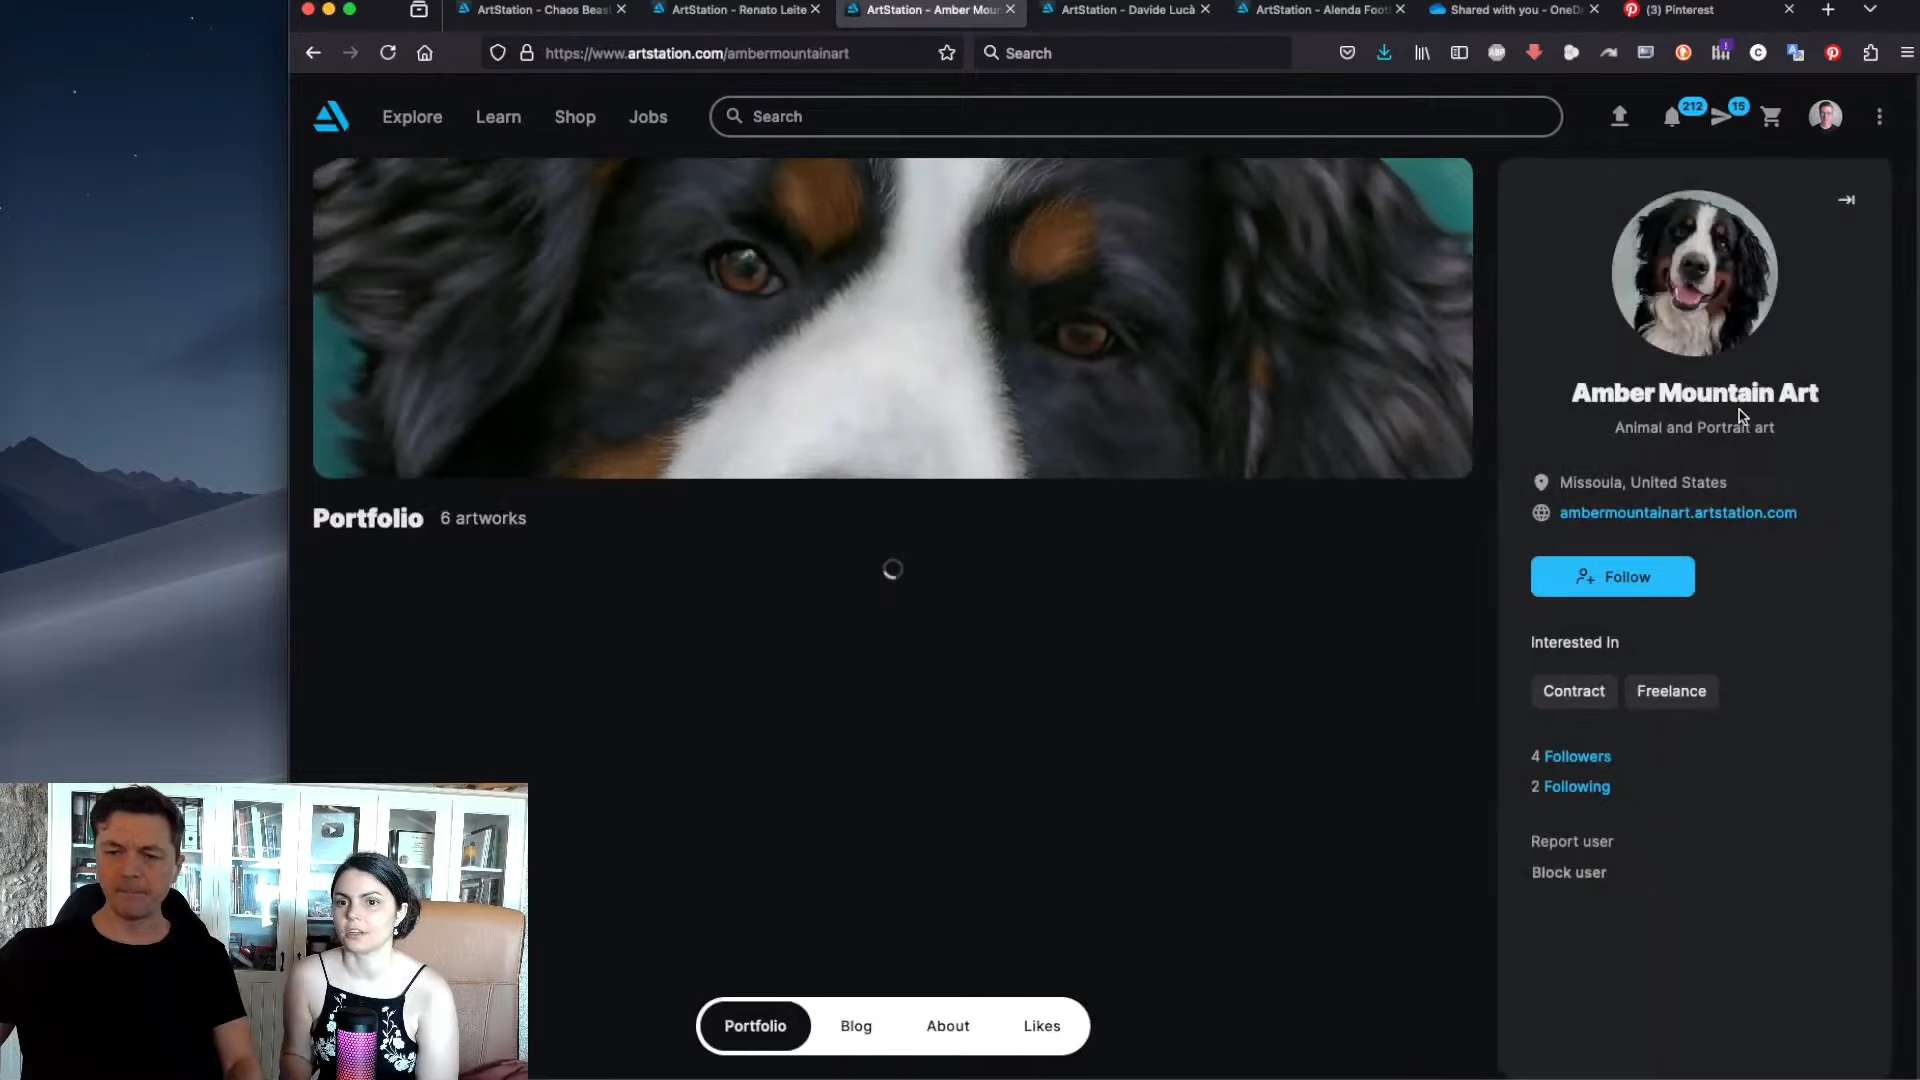 ArtStation - Chaos Beas
ArtStation - Renato Leite
ArtStation - Amber Moun
ArtStation - Davide Lucà
ArtStation - Alenda Foot
Shared with you - OneD
(3) Pinterest
https://www.artstation.com/ambermountainart
Search
Explore
Learn
Shop
Jobs
Search
212
15
Amber Mountain Art
Animal and Portrait art
Missoula, United States
ambermountainart.artstation.com
Follow
Portfolio 6 artworks
Interested In
Contract
Freelance
4 Followers
2 Following
Report user
Block user
Portfolio
Blog
About
Likes